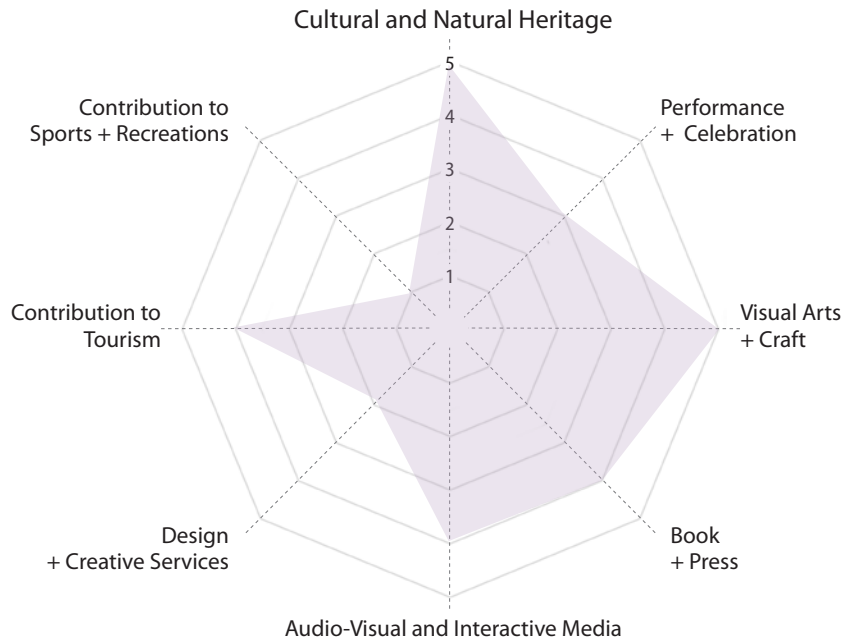 Cultural and Natural Heritage
5
4
3
2
1
Performance
+ Celebration
Visual Arts
+ Craft
Book
+ Press
Audio-Visual and Interactive Media
Design
+ Creative Services
Contribution to
Tourism
Contribution to
Sports + Recreations